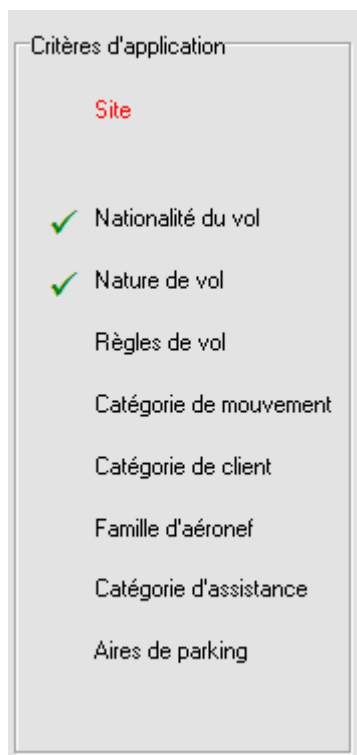 Critères d'application
Site
Nationalité du vol
Nature de vol
Règles de vol
Catégorie de mouvement
Catégorie de client
Famille d'aéronef
Catégorie d'assistance
Aires de parking